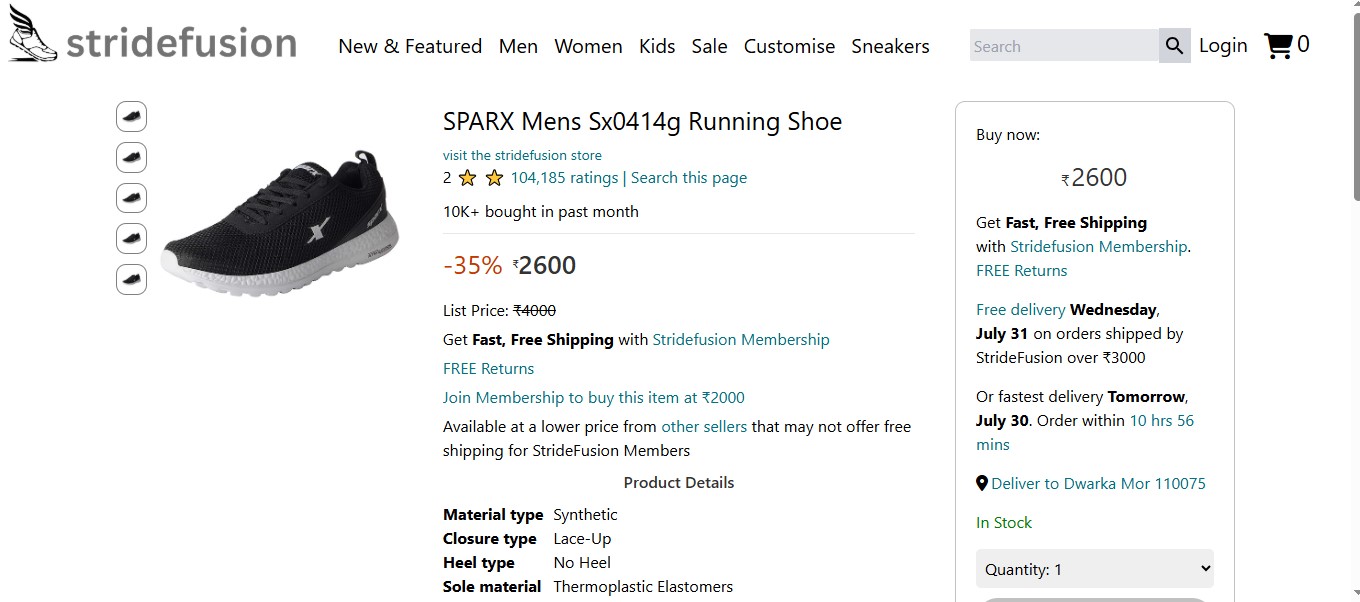 stridefusion
New & Featured Men Women Kids Sale Customise Sneakers
Search
Login
0
SPARX Mens Sx0414g Running Shoe
visit the stridefusion store
2 104,185 ratings | Search this page
10K+ bought in past month
-35% ₹2600
List Price: ₹4000
Get Fast, Free Shipping with Stridefusion Membership
FREE Returns
Join Membership to buy this item at ₹2000
Available at a lower price from other sellers that may not offer free
shipping for StrideFusion Members
Product Details
Material type Synthetic
Closure type Lace-Up
Heel type No Heel
Sole material Thermoplastic Elastomers
Buy now:
₹2600
Get Fast, Free Shipping
with Stridefusion Membership.
FREE Returns
Free delivery Wednesday,
July 31 on orders shipped by
StrideFusion over ₹3000
Or fastest delivery Tomorrow,
July 30. Order within 10 hrs 56
mins
Deliver to Dwarka Mor 110075
In Stock
Quantity: 1